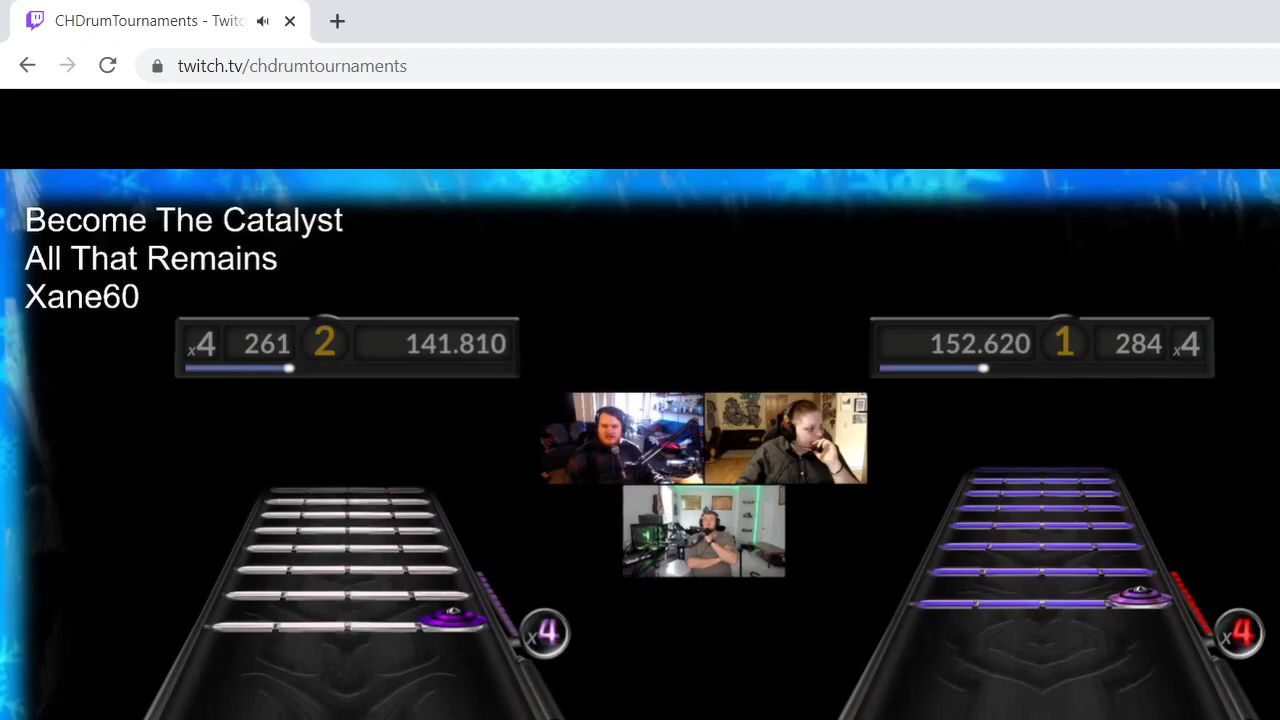 CHDrumTournaments - Twitc
twitch.tv/chdrumtournaments
Become The Catalyst
All That Remains
Xane60
x4 261 2 141.810
152.620 1 284 x4
x4
x4